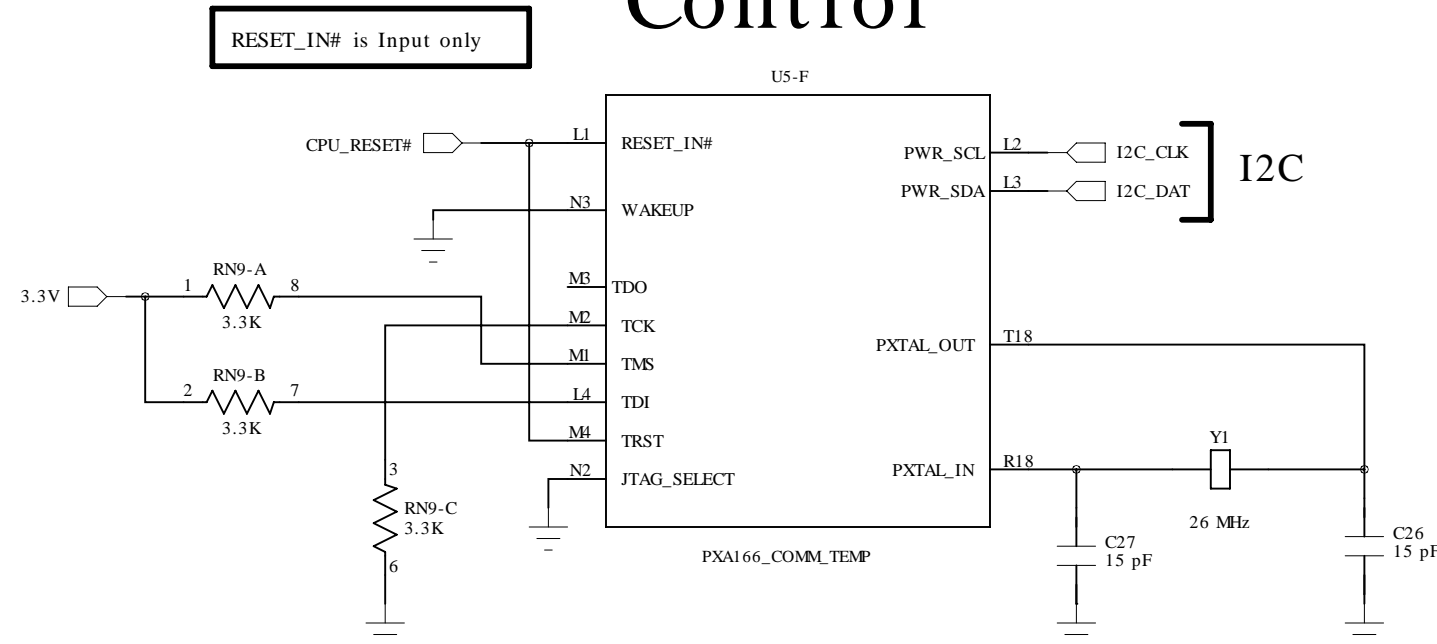 Control
RESET_IN# is Input only
U5-F
CPU_RESET#
L1
RESET_IN#
PWR_SCL
L2
I2C_CLK
I2C
PWR_SDA
L3
I2C_DAT
N3
WAKEUP
3.3V
1
RN9-A
8
3.3K
M3
TDO
M2
TCK
M1
TMS
2
RN9-B
7
3.3K
L4
TDI
M4
TRST
N2
JTAG_SELECT
PXTAL_OUT
T18
PXTAL_IN
R18
Y1
26 MHz
3
RN9-C
3.3K
6
PXA166_COMM_TEMP
C27
15 pF
C26
15 pF